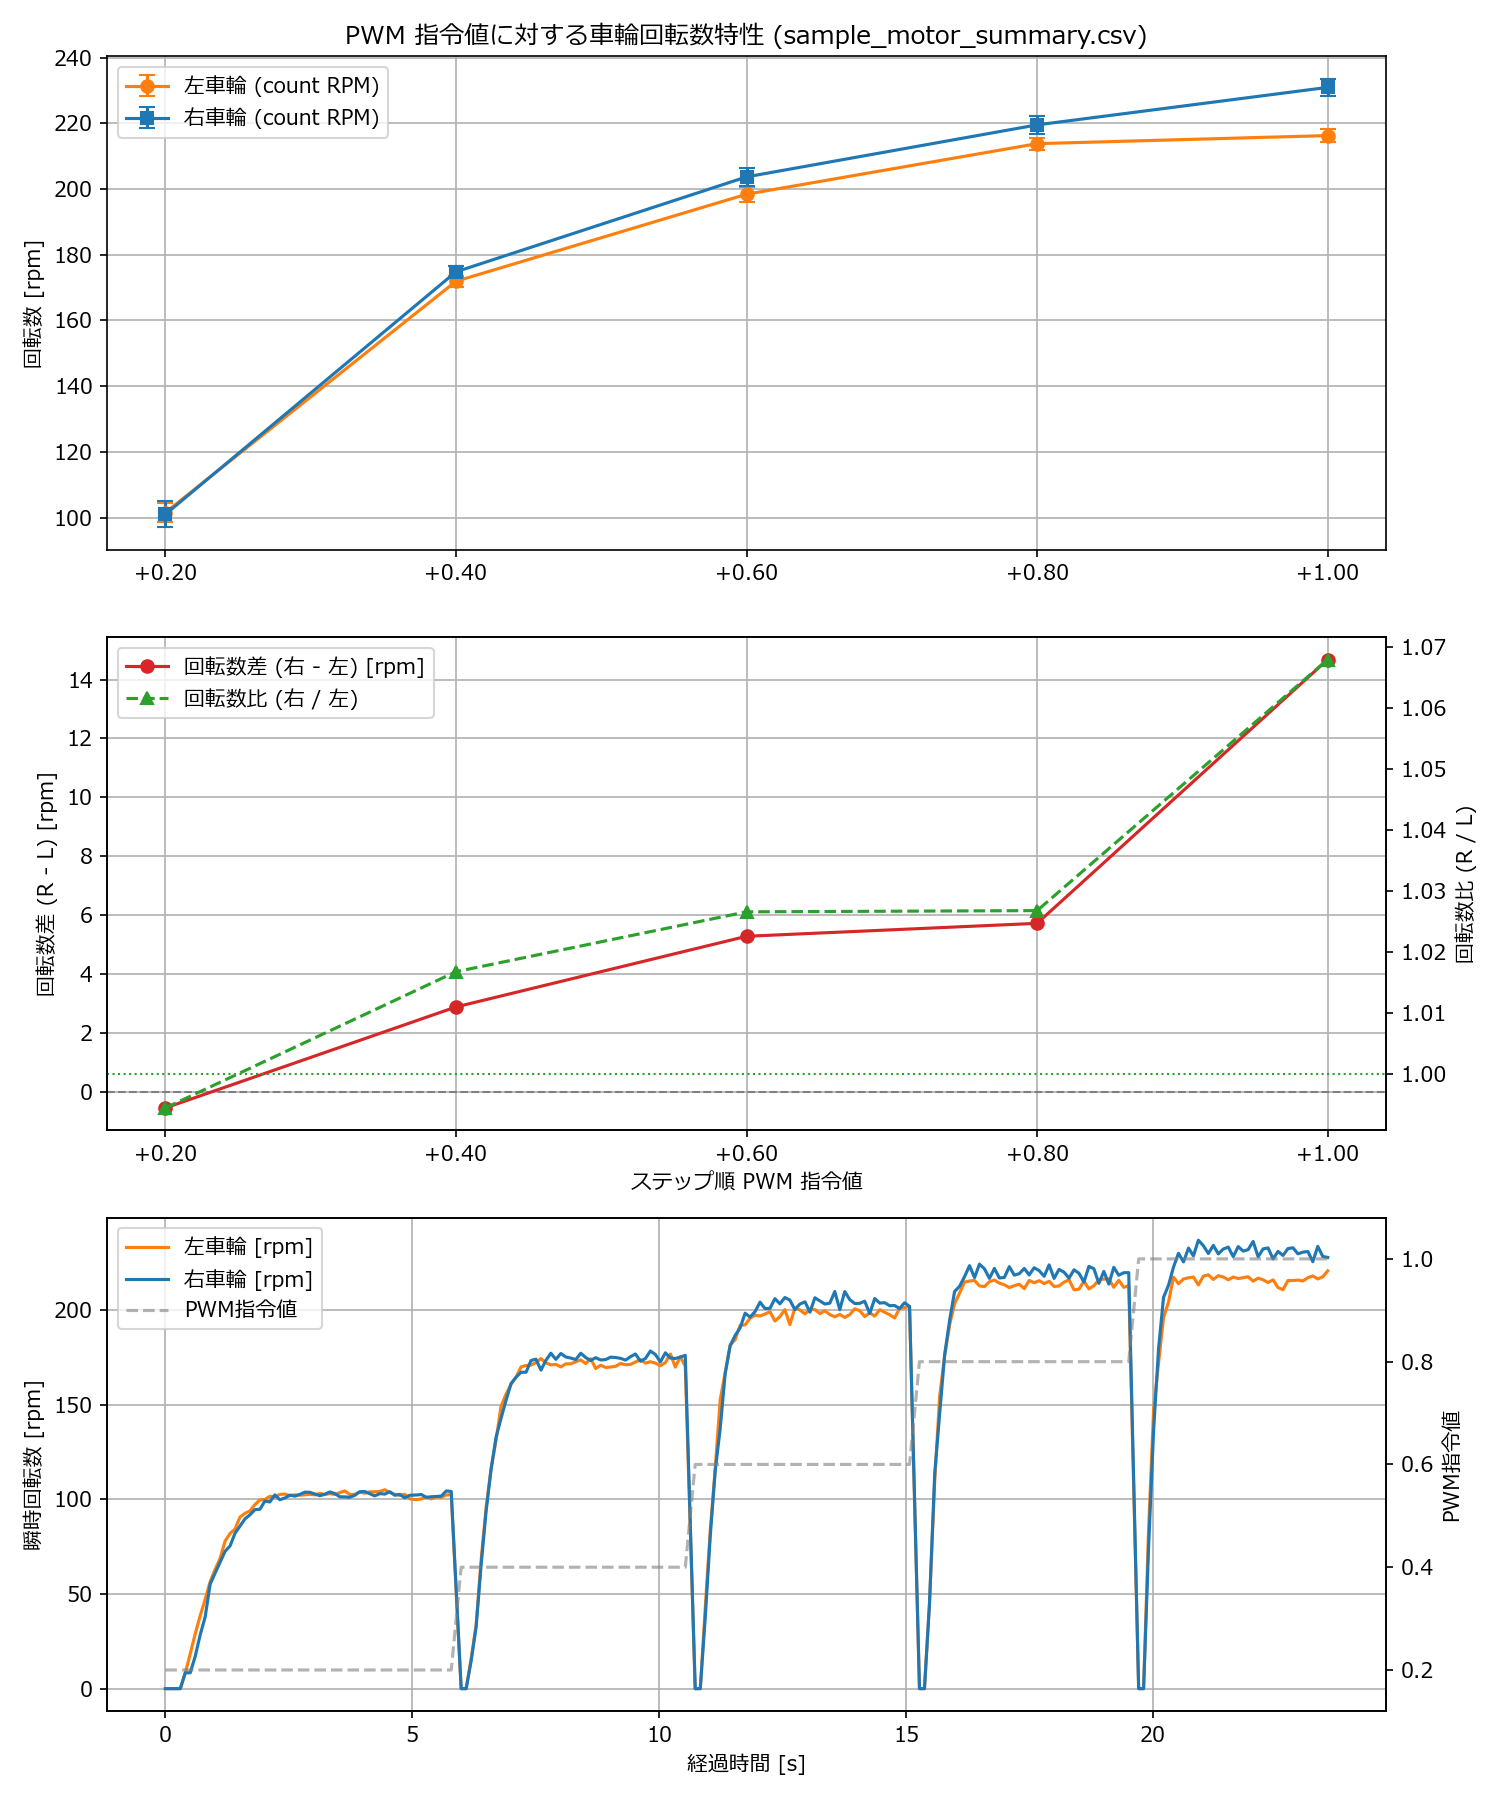 PWM 指令値に対する車輪回転数特性 (sample_motor_summary.csv)
左車輪 (count RPM)
右車輪 (count RPM)
回転数 [rpm]
240
220
200
180
160
140
120
100
+0.20 +0.40 +0.60 +0.80 +1.00
回転数差 (右 - 左) [rpm]
回転数比 (右 / 左)
回転数差 (R - L) [rpm]
14
12
10
8
6
4
2
0
1.07
1.06
1.05
1.04
1.03
1.02
1.01
1.00
回転数比 (R / L)
+0.20 +0.40 +0.60 +0.80 +1.00
ステップ順 PWM 指令値
左車輪 [rpm]
右車輪 [rpm]
PWM指令値
瞬時回転数 [rpm]
200
150
100
50
0
1.0
0.8
0.6
0.4
0.2
PWM指令値
0 5 10 15 20
経過時間 [s]